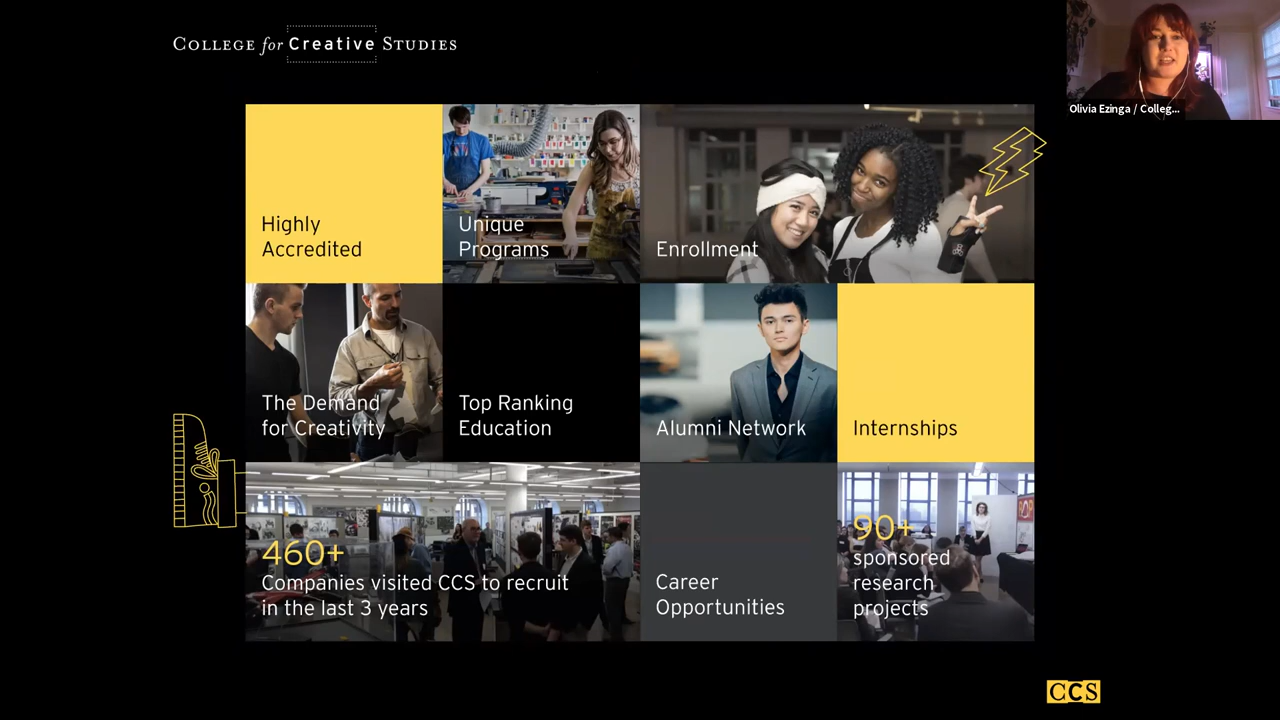 College for Creative Studies
Olivia Ezinga / Colleg...
Highly
Accredited
Unique
Programs
Enrollment
The Demand
for Creativity
Top Ranking
Education
Alumni Network
Internships
460+
Companies visited CCS to recruit
in the last 3 years
Career
Opportunities
90+
sponsored
research
projects
CCS